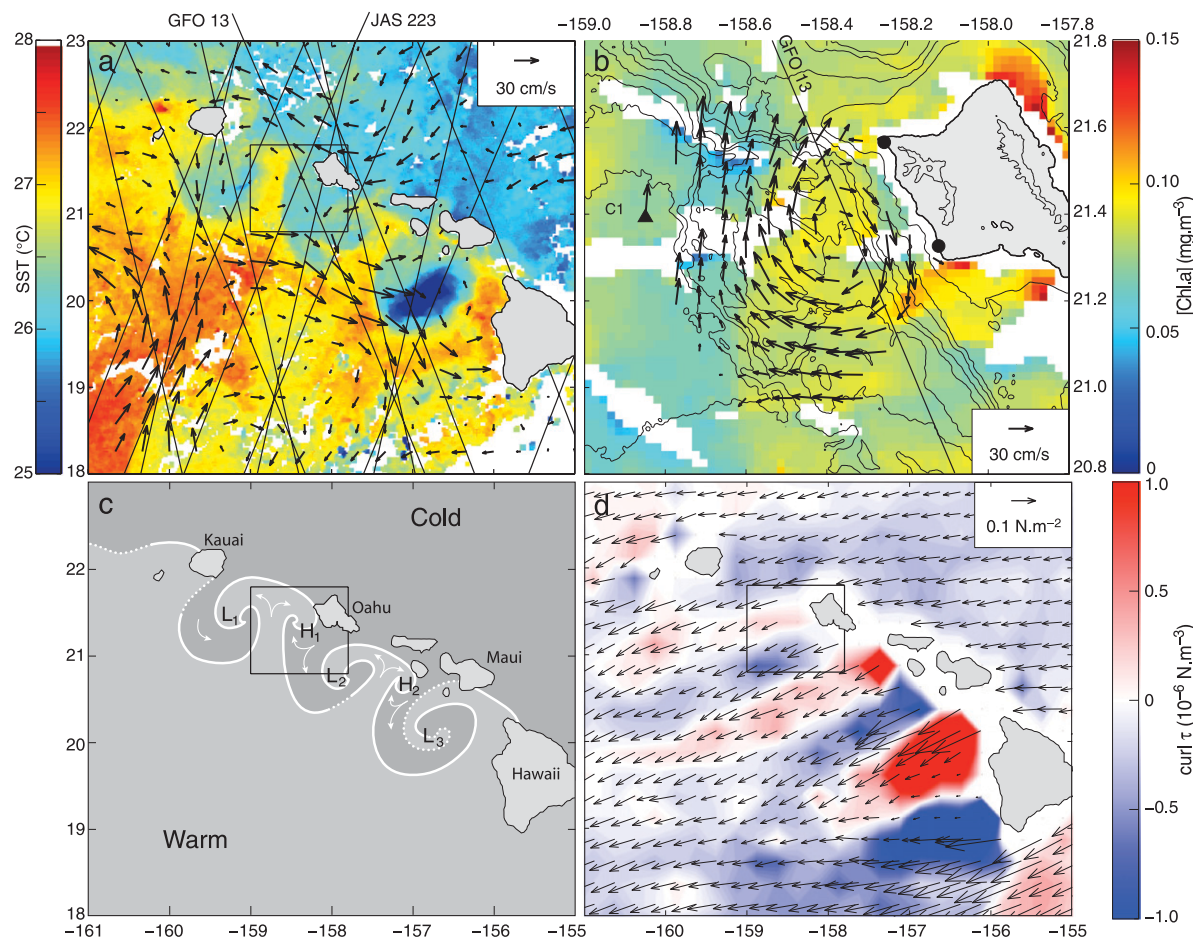 GFO 13
JAS 223
−159.0
−158.8
−158.6
−158.4
−158.2
−158.0
−157.8
28
27
26
25
SST (°C)
a
30 cm/s
23
22
21
20
19
18
b
GFO 13
C1
30 cm/s
21.8
21.6
21.4
21.2
21.0
20.8
0.15
0.10
0.05
0
[Chl.a] (mg.m−3)
c
Cold
Kauai
Oahu
L1
H1
Maui
L2
H2
L3
Hawaii
Warm
22
21
20
19
18
−161
−160
−159
−158
−157
−156
−155
d
0.1 N.m−2
−160
−159
−158
−157
−156
−155
1.0
0.5
0
−0.5
−1.0
curl τ (10−6 N.m−3)